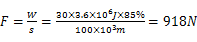 F = W/s = 30×3.6×10⁶J×85%/100×10³m = 918N